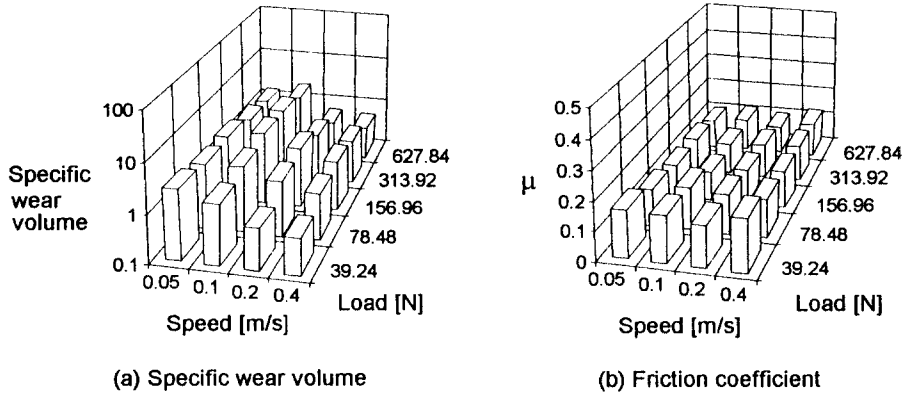 100
10
1
0.1
Specific
wear
volume
0.05
0.1
0.2
0.4
Speed [m/s]
39.24
78.48
156.96
313.92
627.84
Load [N]
(a) Specific wear volume
0.5
0.4
0.3
0.2
0.1
0
μ
0.05
0.1
0.2
0.4
Speed [m/s]
39.24
78.48
156.96
313.92
627.84
Load [N]
(b) Friction coefficient